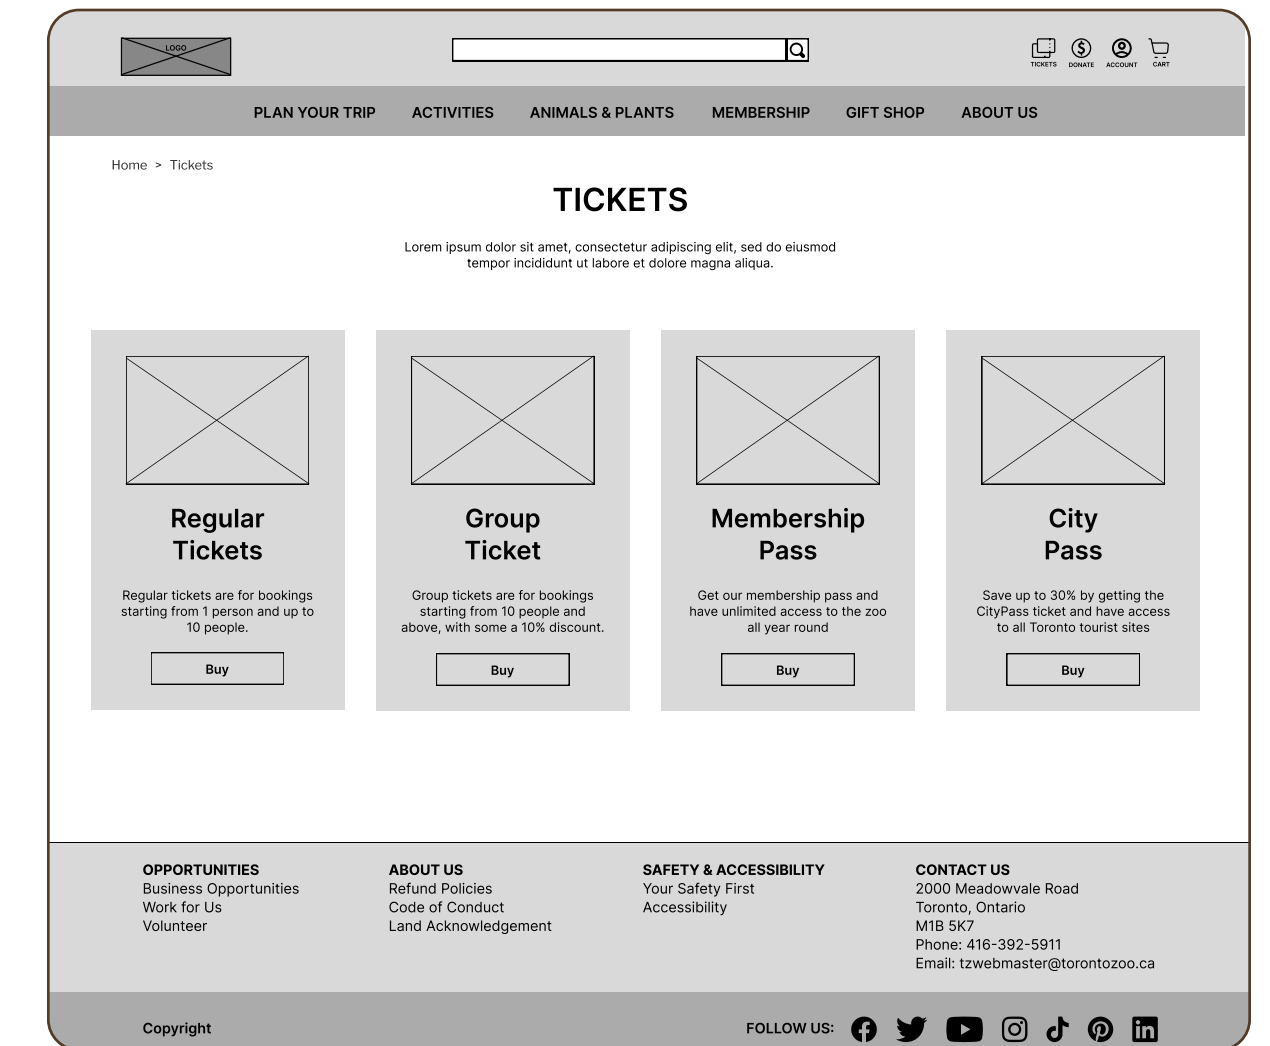 LOGO
TICKETS
DONATE
ACCOUNT
CART
PLAN YOUR TRIP
ACTIVITIES
ANIMALS & PLANTS
MEMBERSHIP
GIFT SHOP
ABOUT US
Home > Tickets
TICKETS
Lorem ipsum dolor sit amet, consectetur adipiscing elit, sed do eiusmod
tempor incididunt ut labore et dolore magna aliqua.
Regular
Tickets
Regular tickets are for bookings
starting from 1 person and up to
10 people.
Buy
Group
Ticket
Group tickets are for bookings
starting from 10 people and
above, with some a 10% discount.
Buy
Membership
Pass
Get our membership pass and
have unlimited access to the zoo
all year round
Buy
City
Pass
Save up to 30% by getting the
CityPass ticket and have access
to all Toronto tourist sites
Buy
OPPORTUNITIES
Business Opportunities
Work for Us
Volunteer
ABOUT US
Refund Policies
Code of Conduct
Land Acknowledgement
SAFETY & ACCESSIBILITY
Your Safety First
Accessibility
CONTACT US
2000 Meadowvale Road
Toronto, Ontario
M1B 5K7
Phone: 416-392-5911
Email: tzwebmaster@torontozoo.ca
Copyright
FOLLOW US: